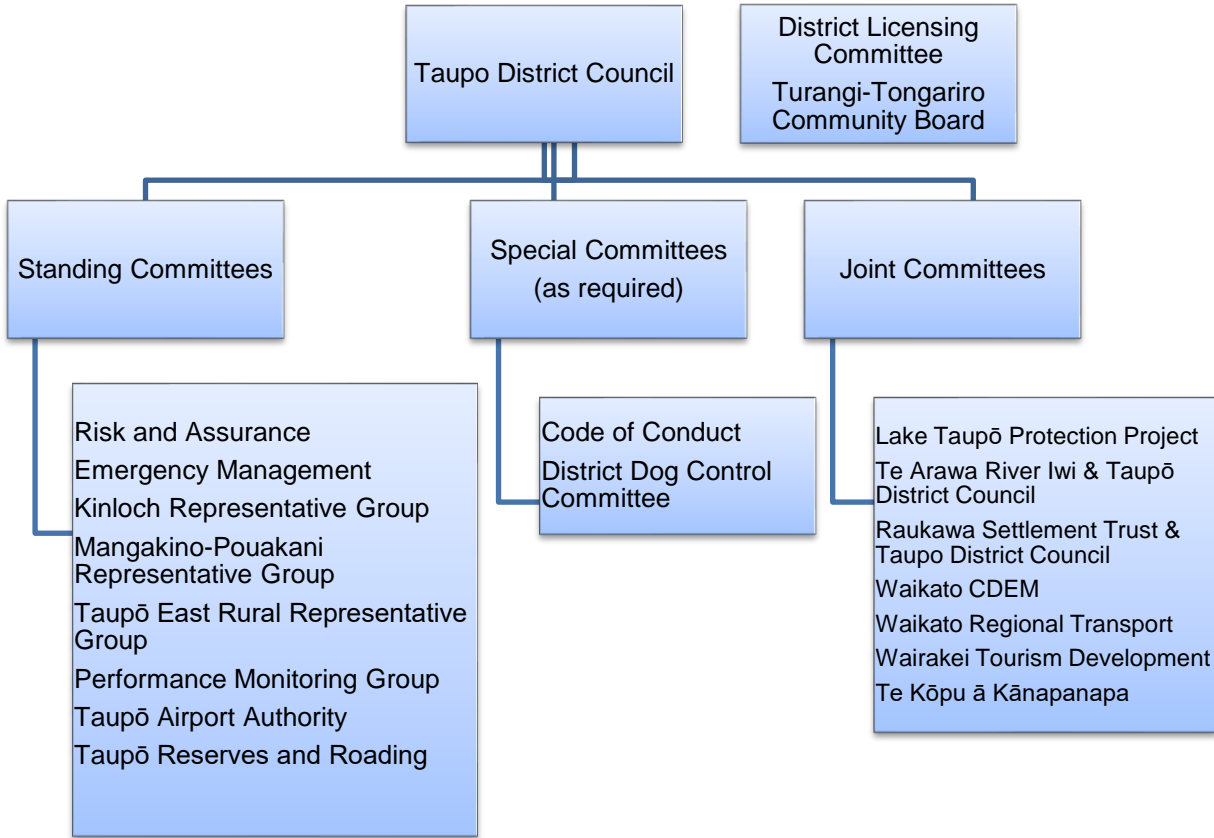 Taupo District Council
District Licensing
Committee
Turangi-Tongariro
Community Board
Standing Committees
Special Committees
(as required)
Joint Committees
Risk and Assurance
Emergency Management
Kinloch Representative Group
Mangakino-Pouakani
Representative Group
Taupō East Rural Representative
Group
Performance Monitoring Group
Taupō Airport Authority
Taupō Reserves and Roading
Code of Conduct
District Dog Control
Committee
Lake Taupō Protection Project
Te Arawa River Iwi & Taupō
District Council
Raukawa Settlement Trust &
Taupo District Council
Waikato CDEM
Waikato Regional Transport
Wairakei Tourism Development
Te Kōpu ā Kānapanapa